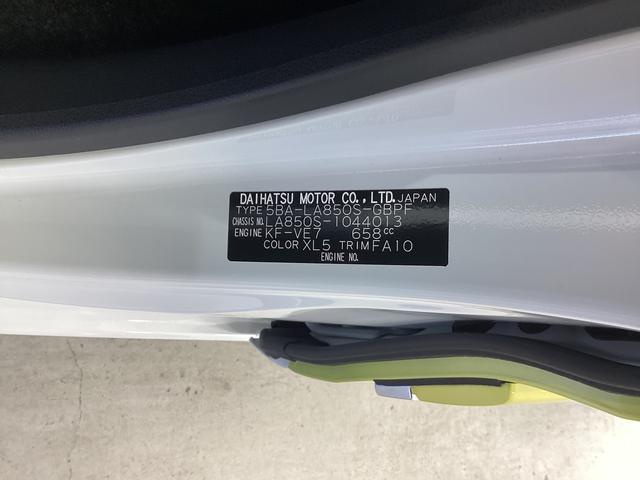 DAIHATSU MOTOR CO., LTD. JAPAN
TYPE 5BA-LA850S-GBPF
CHASSIS NO. LA850S-1044013
ENGINE KF-VE7 658cc
COLOR XL5 TRIM FA10
ENGINE NO.